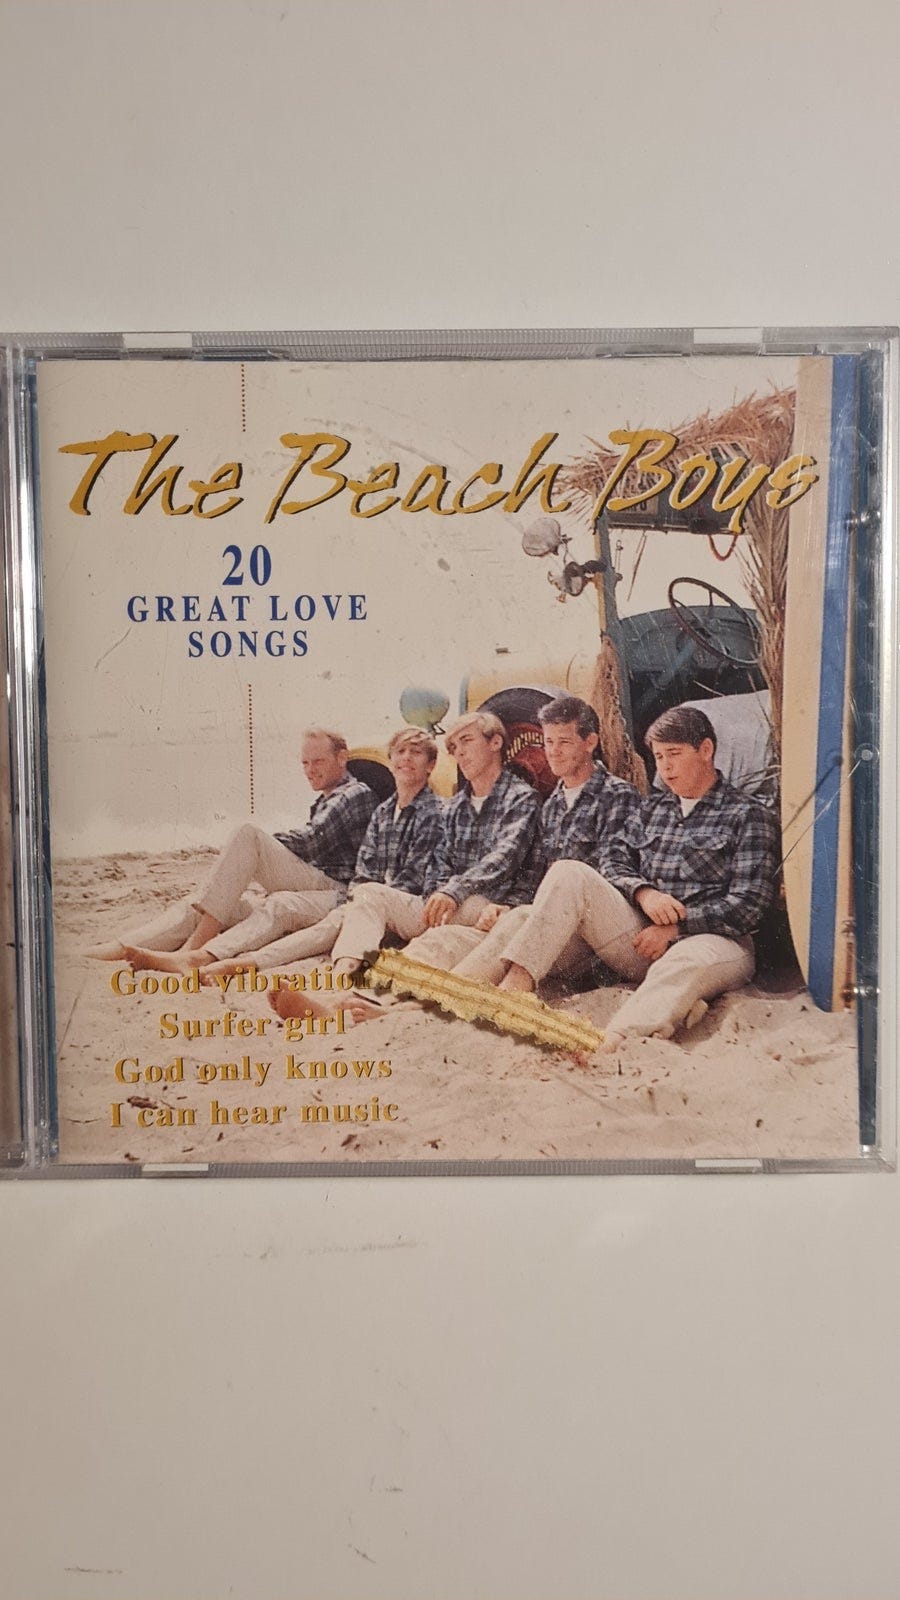 The Beach Boys
20
GREAT LOVE
SONGS
Good vibration
Surfer girl
God only knows
I can hear music